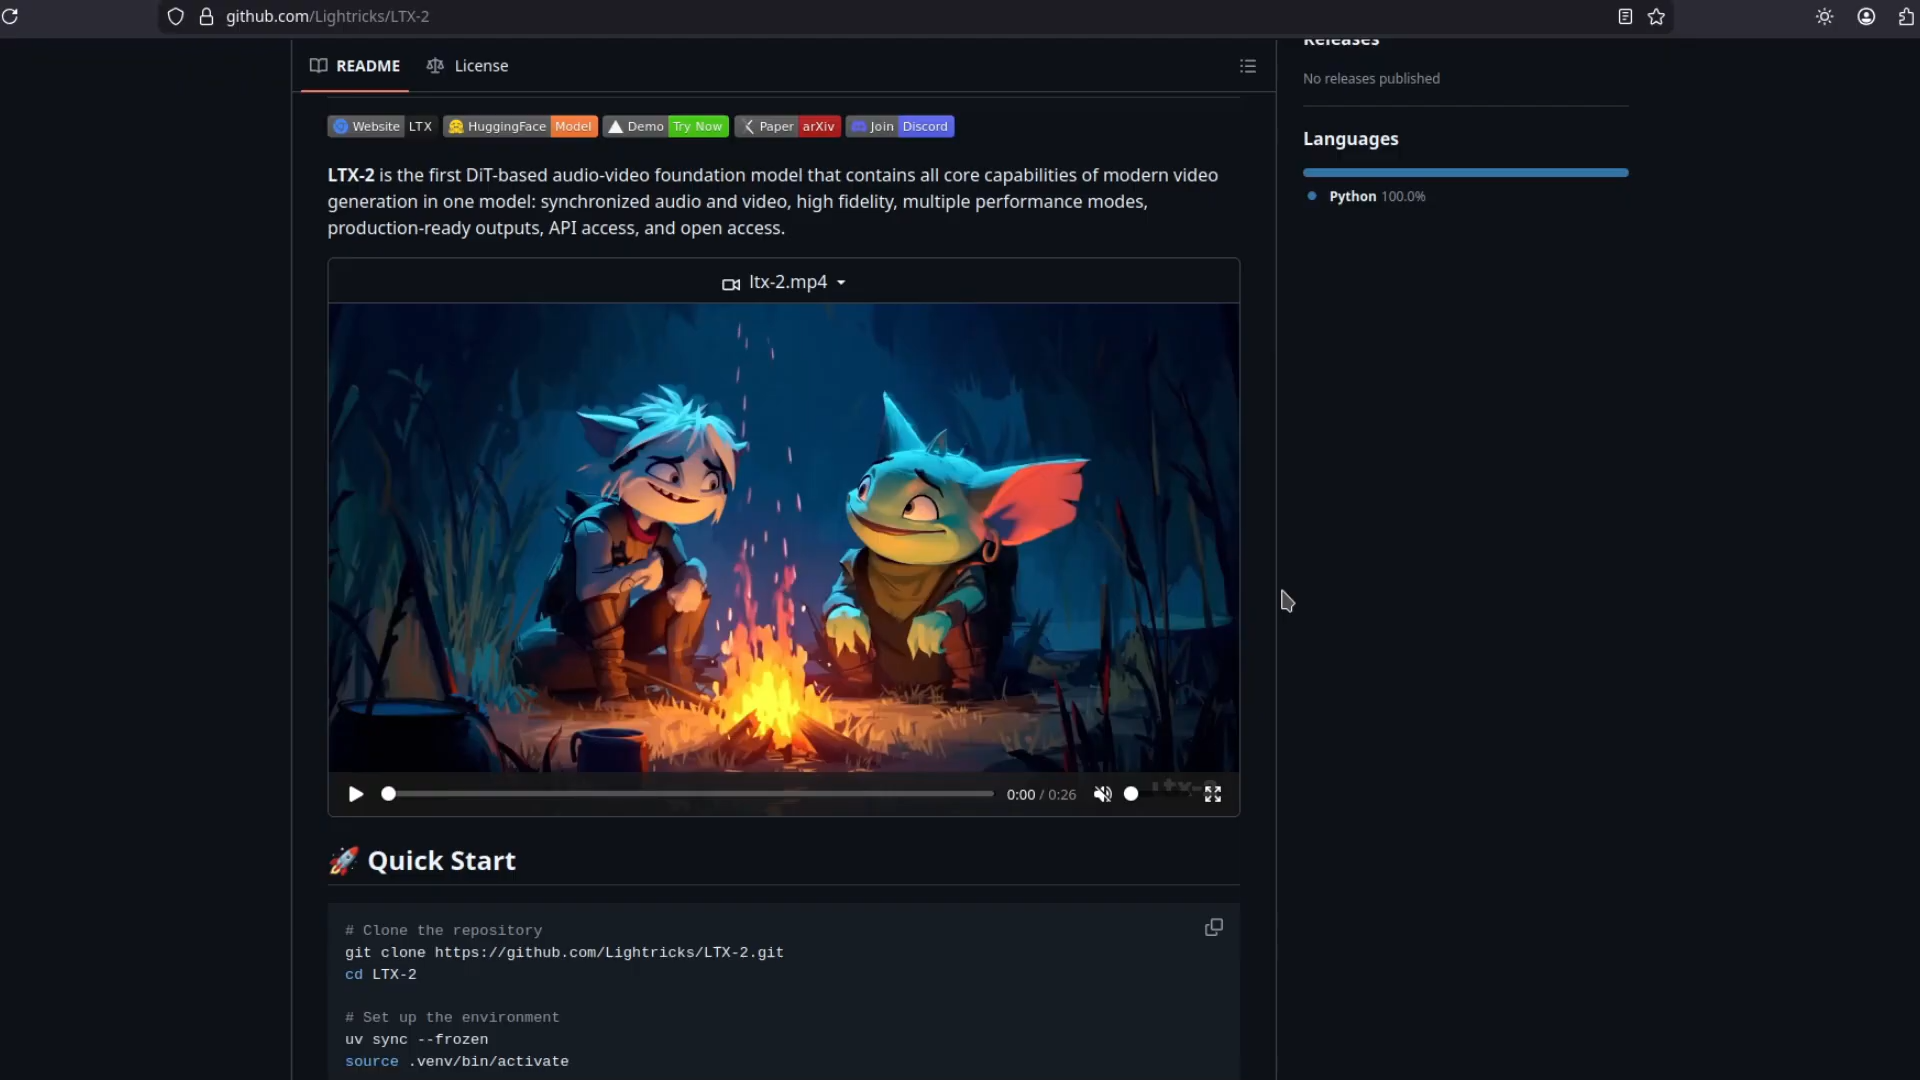 github.com/Lightricks/LTX-2
README
License
Releases
No releases published
Website LTX
HuggingFace Model
Demo Try Now
Paper arXiv
Join Discord
Languages
Python 100.0%
LTX-2 is the first DiT-based audio-video foundation model that contains all core capabilities of modern video
generation in one model: synchronized audio and video, high fidelity, multiple performance modes,
production-ready outputs, API access, and open access.
ltx-2.mp4
0:00 / 0:26
🚀 Quick Start
# Clone the repository
git clone https://github.com/Lightricks/LTX-2.git
cd LTX-2
# Set up the environment
uv sync --frozen
source .venv/bin/activate